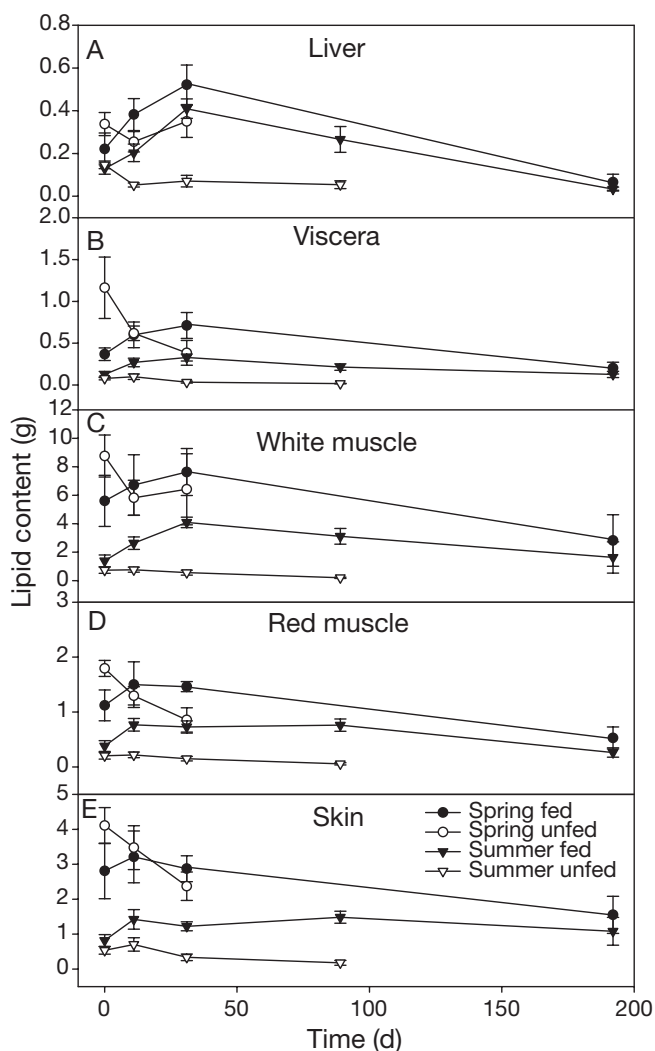 A
Liver
0.8
0.6
0.4
0.2
0.0
B
Viscera
2.0
1.5
1.0
0.5
0.0
C
White muscle
12
10
8
6
4
2
0
D
Red muscle
3
2
1
0
E
Skin
5
4
3
2
1
0
Spring fed
Spring unfed
Summer fed
Summer unfed
Lipid content (g)
0 50 100 150 200
Time (d)